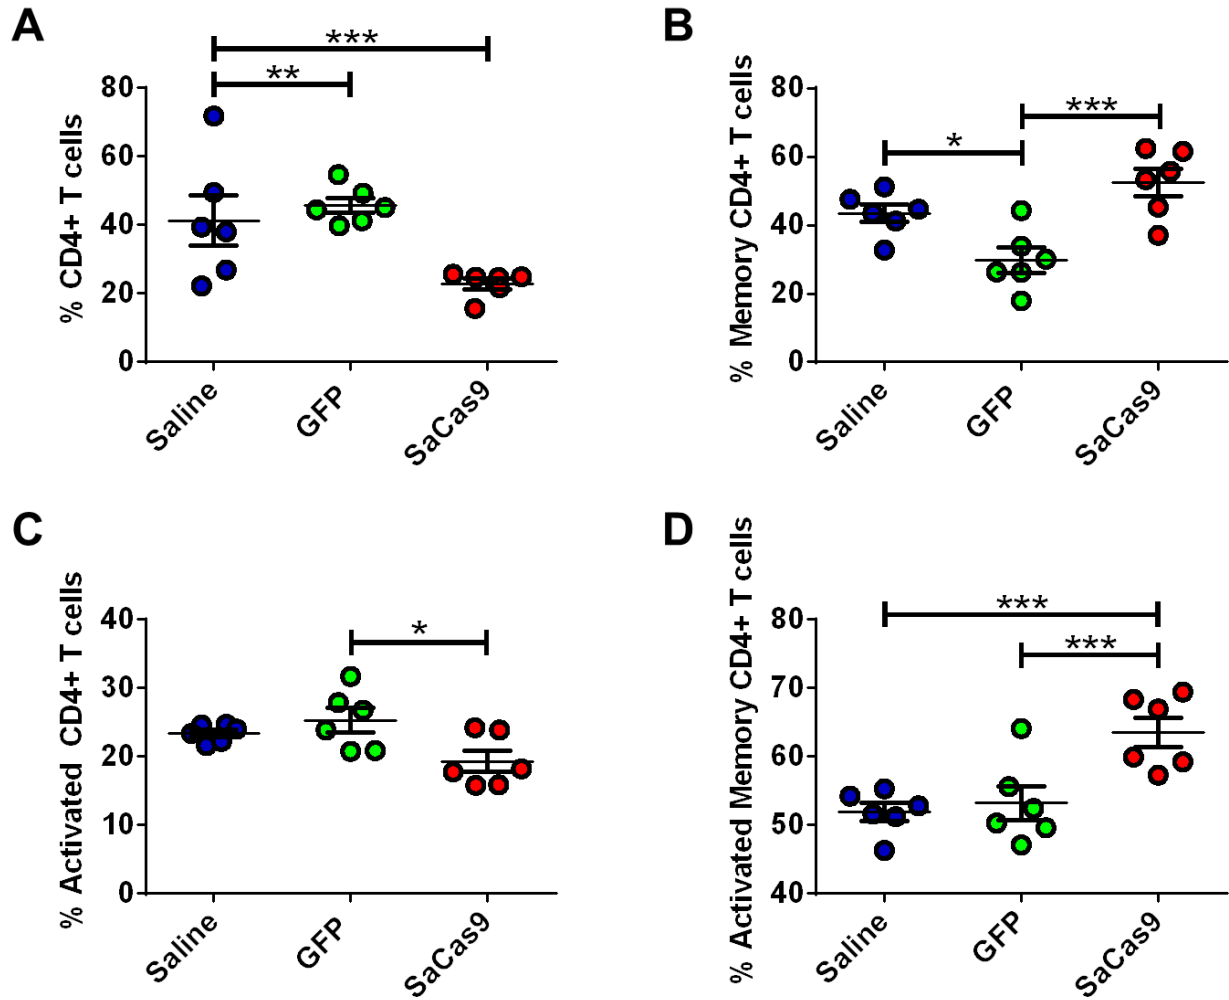 A
% CD4+ T cells
***
**
80
60
40
20
0
Saline
GFP
SaCas9
B
% Memory CD4+ T cells
*
***
80
60
40
20
0
Saline
GFP
SaCas9
C
% Activated CD4+ T cells
*
40
30
20
10
0
Saline
GFP
SaCas9
D
% Activated Memory CD4+ T cells
***
***
80
70
60
50
40
Saline
GFP
SaCas9